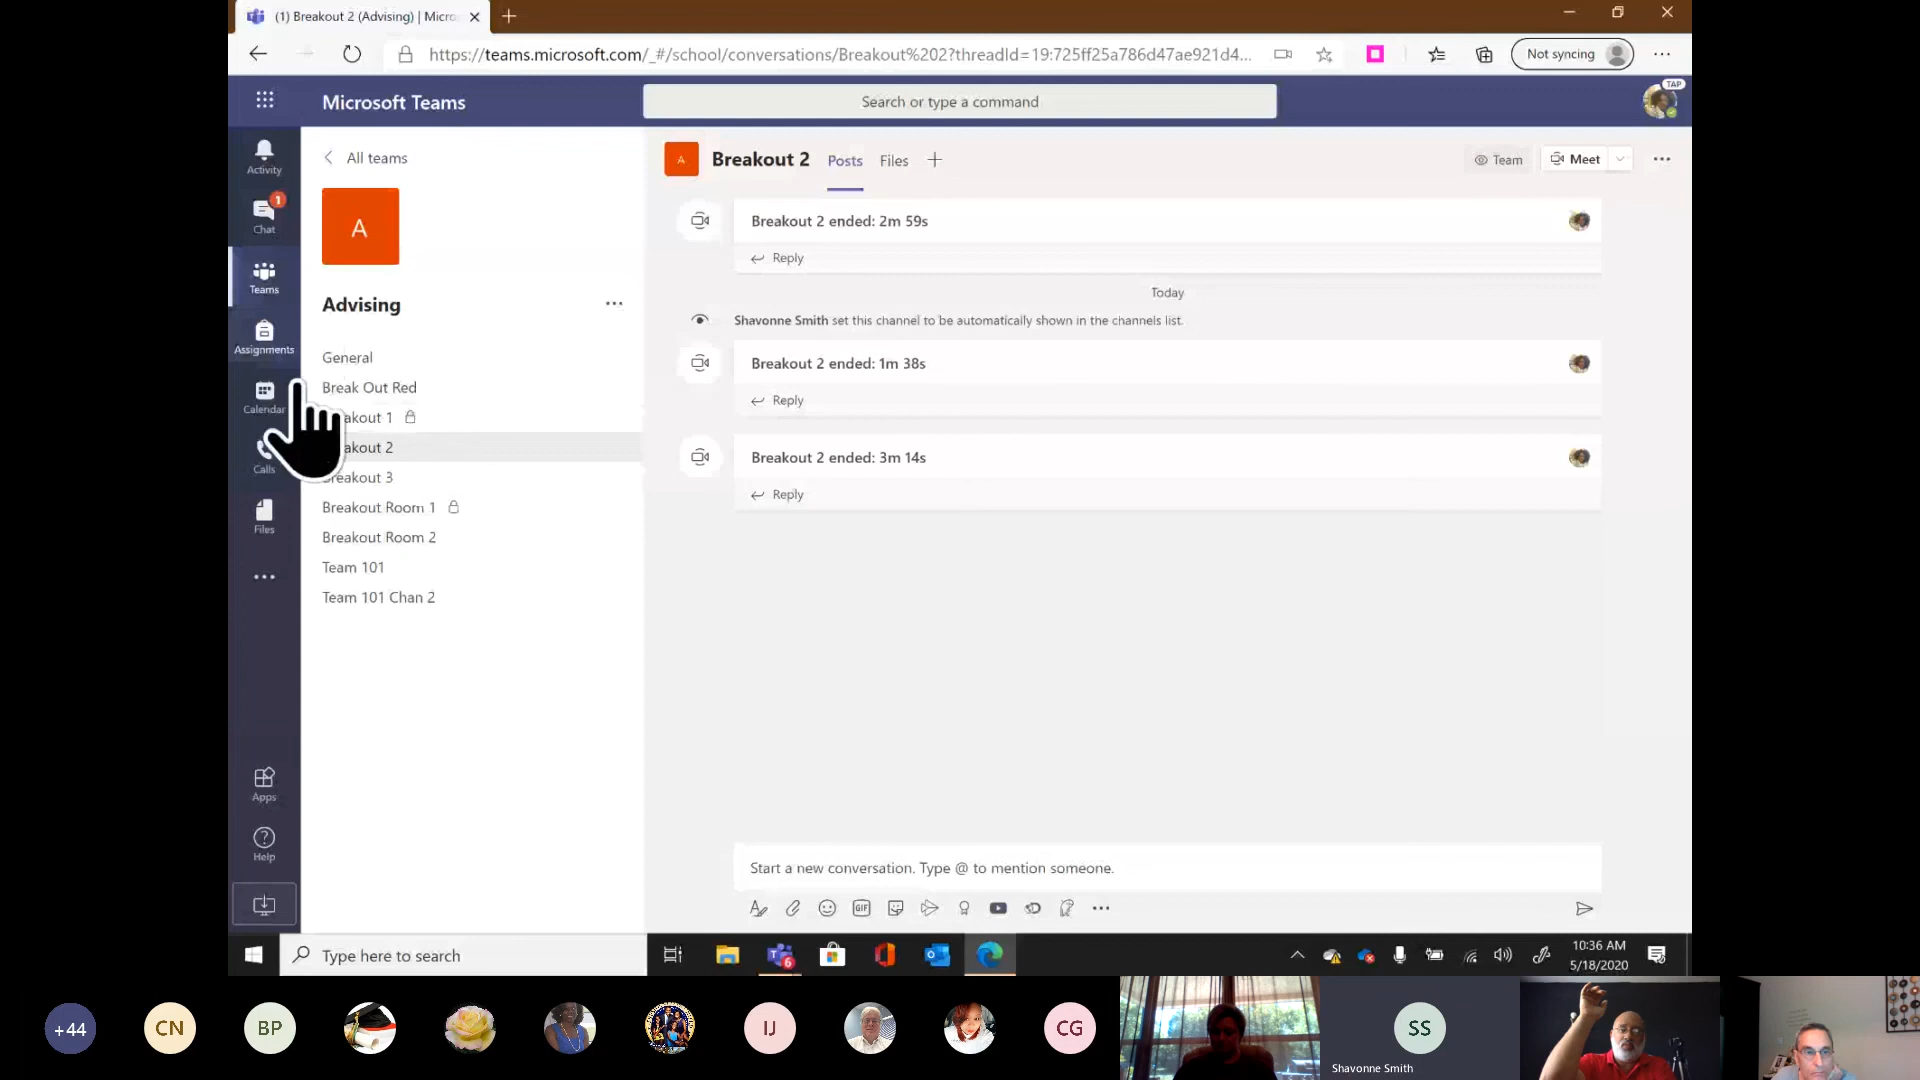 (1) Breakout 2 (Advising) | Micro
https://teams.microsoft.com/_#/school/conversations/Breakout%202?threadId=19:725ff25a786d47ae921d4...
Not syncing
Microsoft Teams
Search or type a command
TAP
Activity
Chat
1
Teams
Assignments
Calendar
Calls
Files
Apps
Help
All teams
A
Advising
General
Break Out Red
akout 1
akout 2
Breakout 3
Breakout Room 1
Breakout Room 2
Team 101
Team 101 Chan 2
A
Breakout 2
Posts
Files
Team
Meet
Breakout 2 ended: 2m 59s
Reply
Today
Shavonne Smith set this channel to be automatically shown in the channels list.
Breakout 2 ended: 1m 38s
Reply
Breakout 2 ended: 3m 14s
Reply
Start a new conversation. Type @ to mention someone.
GIF
Type here to search
6
10:36 AM
5/18/2020
+44
CN
BP
IJ
CG
SS
Shavonne Smith